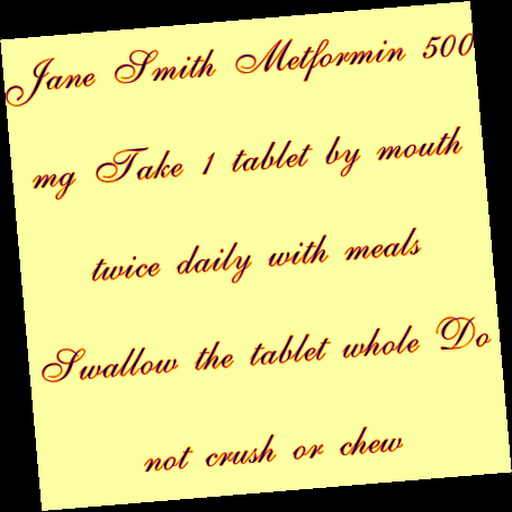 Jane Smith Metformin 500
mg Take 1 tablet by mouth
twice daily with meals
Swallow the tablet whole Do
not crush or chew